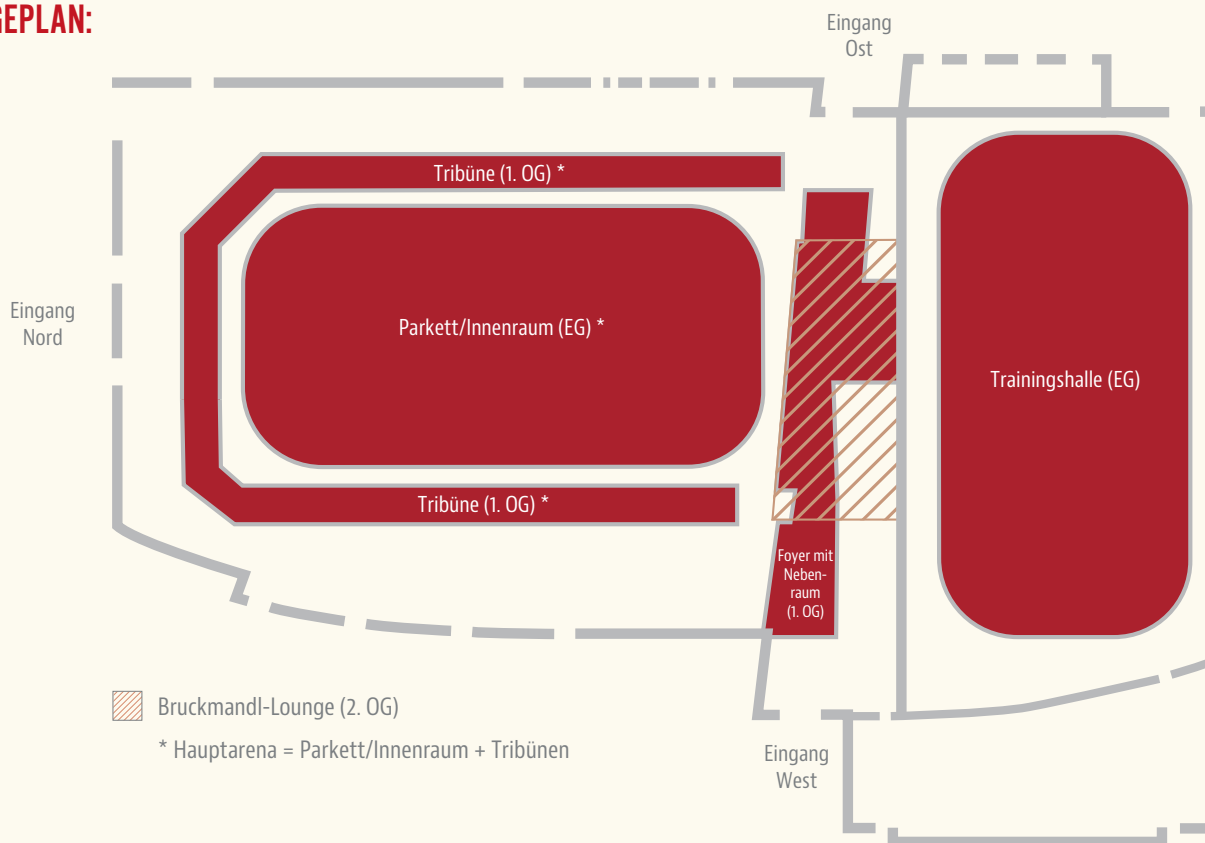 GEPLAN:
Eingang
Ost
Tribüne (1. OG) *
Eingang
Nord
Parkett/Innenraum (EG) *
Trainingshalle (EG)
Tribüne (1. OG) *
Foyer mit
Neben-
raum
(1. OG)
Bruckmandl-Lounge (2. OG)
* Hauptarena = Parkett/Innenraum + Tribünen
Eingang
West